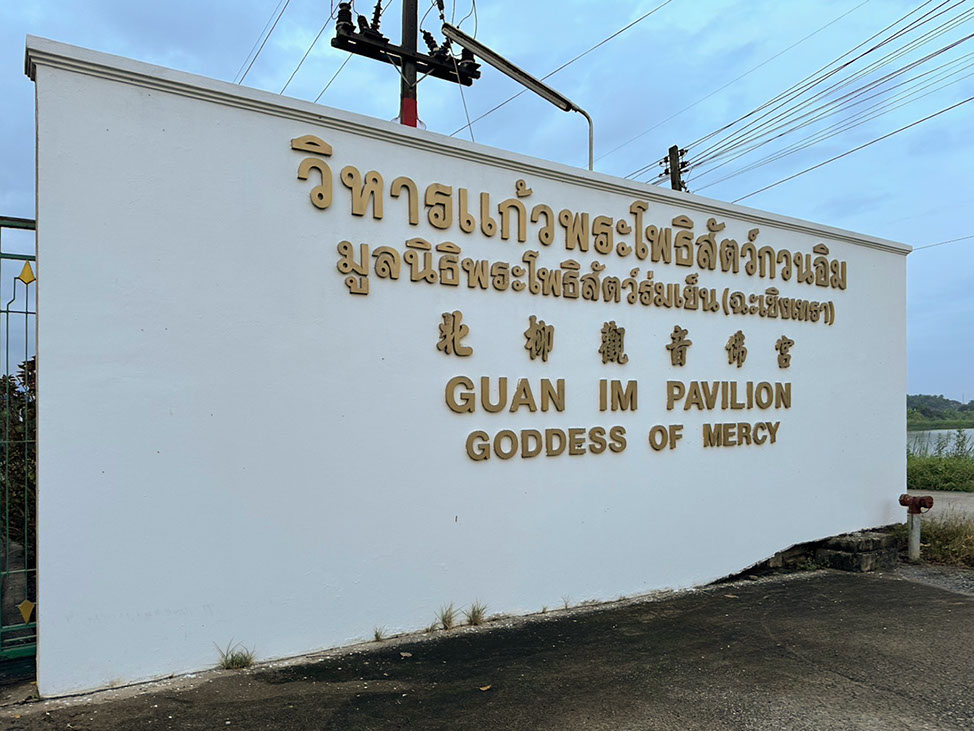 วิหารแก้วพระโพธิสัตว์กวนอิม
มูลนิธิพระโพธิสัตว์ร่มเย็น (ฉะเชิงเทรา)
北柳觀音佛宮
GUAN IM PAVILION
GODDESS OF MERCY